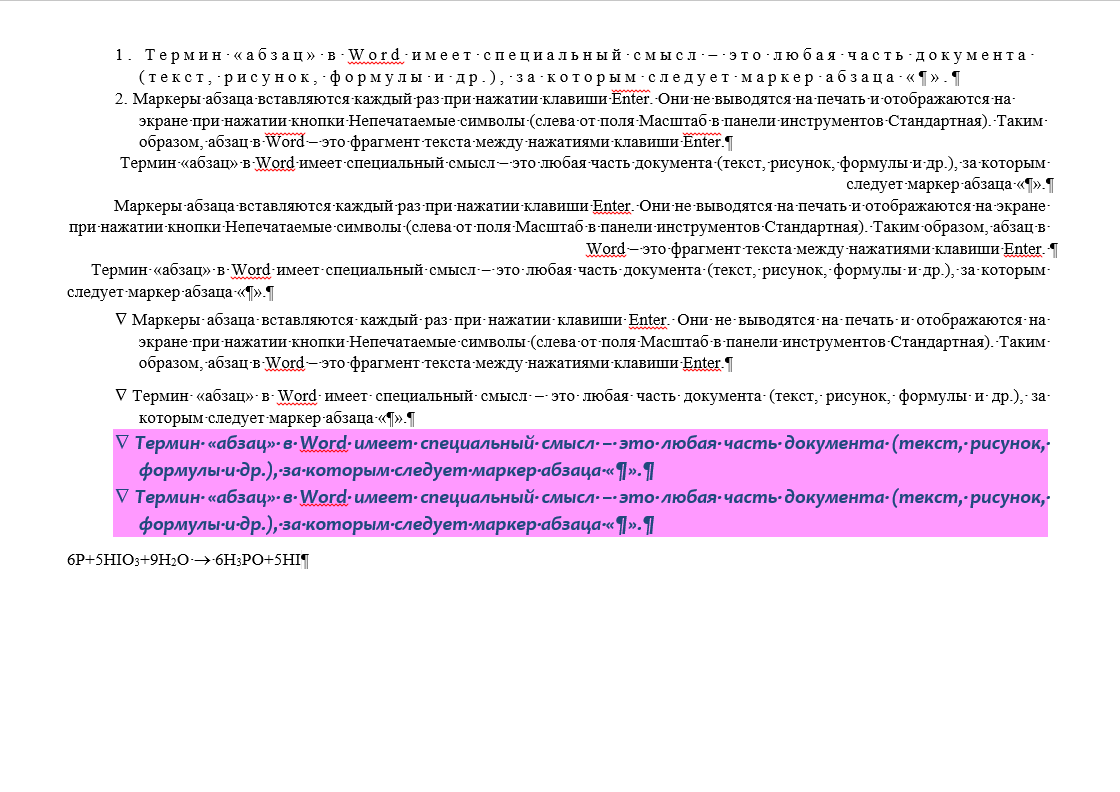 1. Термин·«абзац»·в·Word·имеет·специальный·смысл·–·это·любая·часть·документа·
(текст,·рисунок,·формулы·и·др.),·за·которым·следует·маркер·абзаца·«¶».¶
2. Маркеры·абзаца·вставляются·каждый·раз·при·нажатии·клавиши·Enter.·Они·не·выводятся·на·печать·и·отображаются·на·
экране·при·нажатии·кнопки·Непечатаемые·символы·(слева·от·поля·Масштаб·в·панели·инструментов·Стандартная).·Таким·
образом,·абзац·в·Word·–·это·фрагмент·текста·между·нажатиями·клавиши·Enter.¶
Термин·«абзац»·в·Word·имеет·специальный·смысл·–·это·любая·часть·документа·(текст,·рисунок,·формулы·и·др.),·за·которым·
следует·маркер·абзаца·«¶».¶
Маркеры·абзаца·вставляются·каждый·раз·при·нажатии·клавиши·Enter.·Они·не·выводятся·на·печать·и·отображаются·на·экране·
при·нажатии·кнопки·Непечатаемые·символы·(слева·от·поля·Масштаб·в·панели·инструментов·Стандартная).·Таким·образом,·абзац·в·
Word·–·это·фрагмент·текста·между·нажатиями·клавиши·Enter.·¶
Термин·«абзац»·в·Word·имеет·специальный·смысл·–·это·любая·часть·документа·(текст,·рисунок,·формулы·и·др.),·за·которым·
следует·маркер·абзаца·«¶».¶
∇ Маркеры·абзаца·вставляются·каждый·раз·при·нажатии·клавиши·Enter.·Они·не·выводятся·на·печать·и·отображаются·на·
экране·при·нажатии·кнопки·Непечатаемые·символы·(слева·от·поля·Масштаб·в·панели·инструментов·Стандартная).·Таким·
образом,·абзац·в·Word·–·это·фрагмент·текста·между·нажатиями·клавиши·Enter.¶
∇ Термин·«абзац»·в·Word·имеет·специальный·смысл·–·это·любая·часть·документа·(текст,·рисунок,·формулы·и·др.),·за·
которым·следует·маркер·абзаца·«¶».¶
∇ Термин·«абзац»·в·Word·имеет·специальный·смысл·–·это·любая·часть·документа·(текст,·рисунок,·
формулы·и·др.),·за·которым·следует·маркер·абзаца·«¶».¶
∇ Термин·«абзац»·в·Word·имеет·специальный·смысл·–·это·любая·часть·документа·(текст,·рисунок,·
формулы·и·др.),·за·которым·следует·маркер·абзаца·«¶».¶
6P+5HIO₃+9H₂O·→·6H₃PO+5HI¶